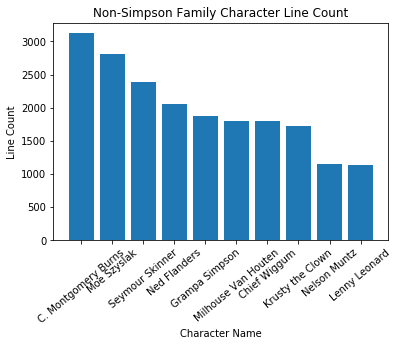 Non-Simpson Family Character Line Count
3000
2500
2000
1500
1000
500
0
Line Count
C. Montgomery Burns
Moe Szyslak
Seymour Skinner
Ned Flanders
Grampa Simpson
Milhouse Van Houten
Chief Wiggum
Krusty the Clown
Nelson Muntz
Lenny Leonard
Character Name